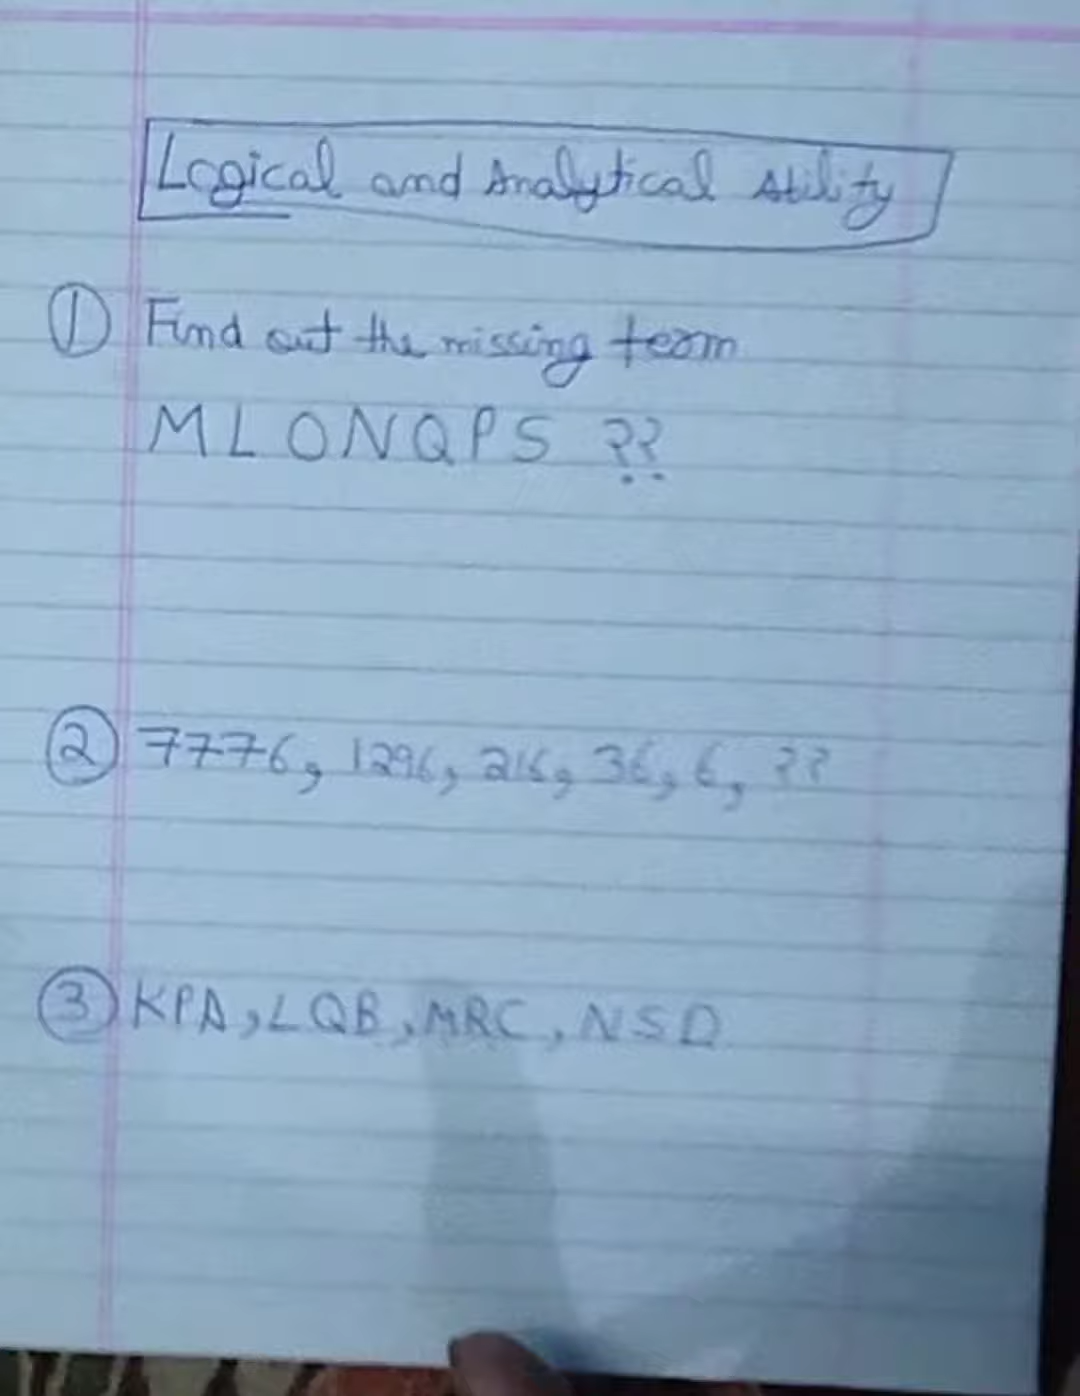 Logical and Analytical Ability
① Find out the missing term
MLONQPS ??
② 7776, 1296, 216, 36, 6, ??
③ KPA, LQB, MRC, NSD